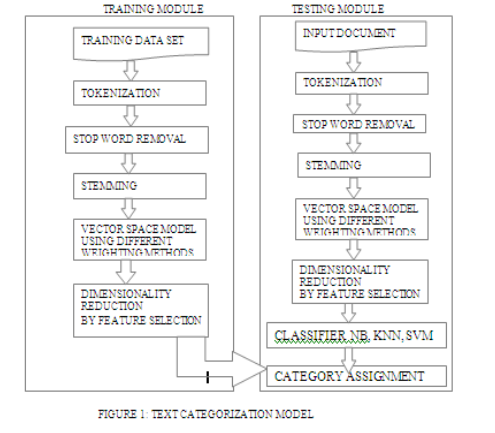 TRAINING MODULE
TRAINING DATA SET
TOKENIZATION
STOP WORD REMOVAL
STEMMING
VECTOR SPACE MODEL
USING DIFFERENT
WEIGHTING METHODS
DIMENSIONALITY
REDUCTION
BY FEATURE SELECTION
TESTING MODULE
INPUT DOCUMENT
TOKENIZATION
STOP WORD REMOVAL
STEMMING
VECTOR SPACE MODEL
USING DIFFERENT
WEIGHTING METHODS
DIMENSIONALITY
REDUCTION
BY FEATURE SELECTION
CLASSIFIER NB, KNN, SVM
CATEGORY ASSIGNMENT
FIGURE 1: TEXT CATEGORIZATION MODEL